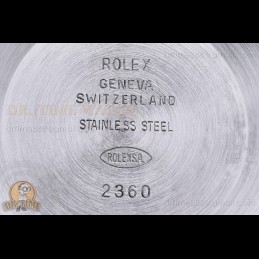 ROLEX
GENEVA
SWITZERLAND
STAINLESS STEEL
ROLEXSA
2360